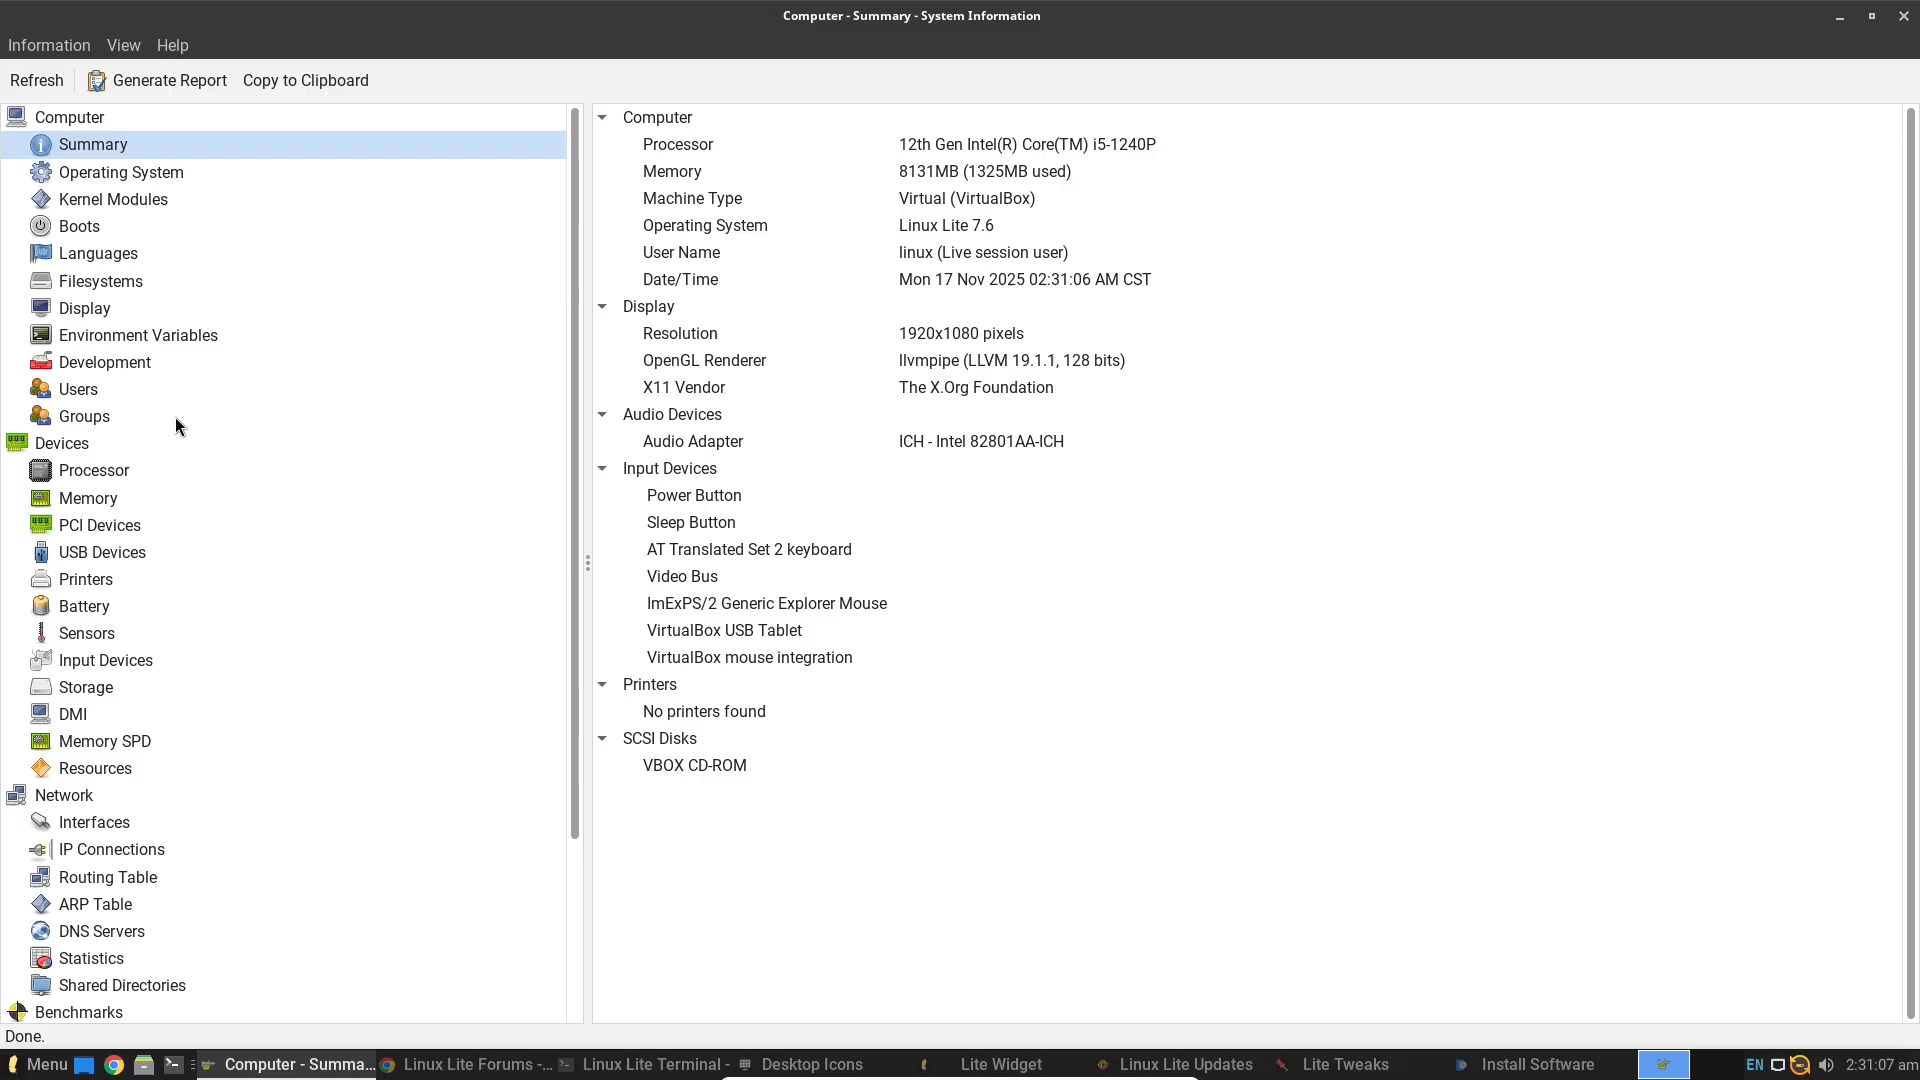 Computer - Summary - System Information
Information View Help
Refresh Generate Report Copy to Clipboard
Computer
Summary
Operating System
Kernel Modules
Boots
Languages
Filesystems
Display
Environment Variables
Development
Users
Groups
Devices
Processor
Memory
PCI Devices
USB Devices
Printers
Battery
Sensors
Input Devices
Storage
DMI
Memory SPD
Resources
Network
Interfaces
IP Connections
Routing Table
ARP Table
DNS Servers
Statistics
Shared Directories
Benchmarks
Computer
Processor 12th Gen Intel(R) Core(TM) i5-1240P
Memory 8131MB (1325MB used)
Machine Type Virtual (VirtualBox)
Operating System Linux Lite 7.6
User Name linux (Live session user)
Date/Time Mon 17 Nov 2025 02:31:06 AM CST
Display
Resolution 1920x1080 pixels
OpenGL Renderer llvmpipe (LLVM 19.1.1, 128 bits)
X11 Vendor The X.Org Foundation
Audio Devices
Audio Adapter ICH - Intel 82801AA-ICH
Input Devices
Power Button
Sleep Button
AT Translated Set 2 keyboard
Video Bus
ImExPS/2 Generic Explorer Mouse
VirtualBox USB Tablet
VirtualBox mouse integration
Printers
No printers found
SCSI Disks
VBOX CD-ROM
Done.
Menu Computer - Summa... Linux Lite Forums -... Linux Lite Terminal - Desktop Icons Lite Widget Linux Lite Updates Lite Tweaks Install Software EN 2:31:07 am